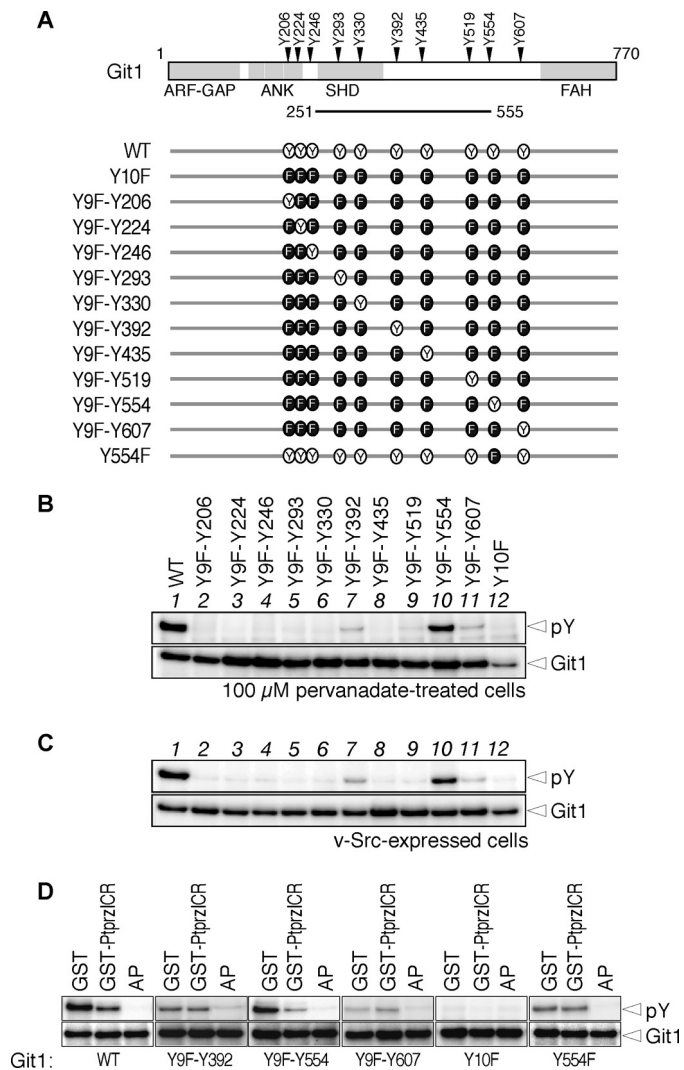 A
Y206 Y224 Y246 Y293 Y330 Y392 Y435 Y519 Y554 Y607
1 770
Git1
ARF-GAP ANK SHD FAH
251 555
WT Y Y Y Y Y Y Y Y Y Y
Y10F F F F F F F F F F F
Y9F-Y206 Y F F F F F F F F F
Y9F-Y224 F Y F F F F F F F F
Y9F-Y246 F F Y F F F F F F F
Y9F-Y293 F F F Y F F F F F F
Y9F-Y330 F F F F Y F F F F F
Y9F-Y392 F F F F F Y F F F F
Y9F-Y435 F F F F F F Y F F F
Y9F-Y519 F F F F F F F Y F F
Y9F-Y554 F F F F F F F F Y F
Y9F-Y607 F F F F F F F F F Y
Y554F Y Y Y Y Y Y Y Y F Y
B
WT Y9F-Y206 Y9F-Y224 Y9F-Y246 Y9F-Y293 Y9F-Y330 Y9F-Y392 Y9F-Y435 Y9F-Y519 Y9F-Y554 Y9F-Y607 Y10F
1 2 3 4 5 6 7 8 9 10 11 12
pY
Git1
100 µM pervanadate-treated cells
C
1 2 3 4 5 6 7 8 9 10 11 12
pY
Git1
v-Src-expressed cells
D
GST GST-PtprzICR AP GST GST-PtprzICR AP GST GST-PtprzICR AP GST GST-PtprzICR AP GST GST-PtprzICR AP GST GST-PtprzICR AP
pY
Git1
Git1: WT Y9F-Y392 Y9F-Y554 Y9F-Y607 Y10F Y554F